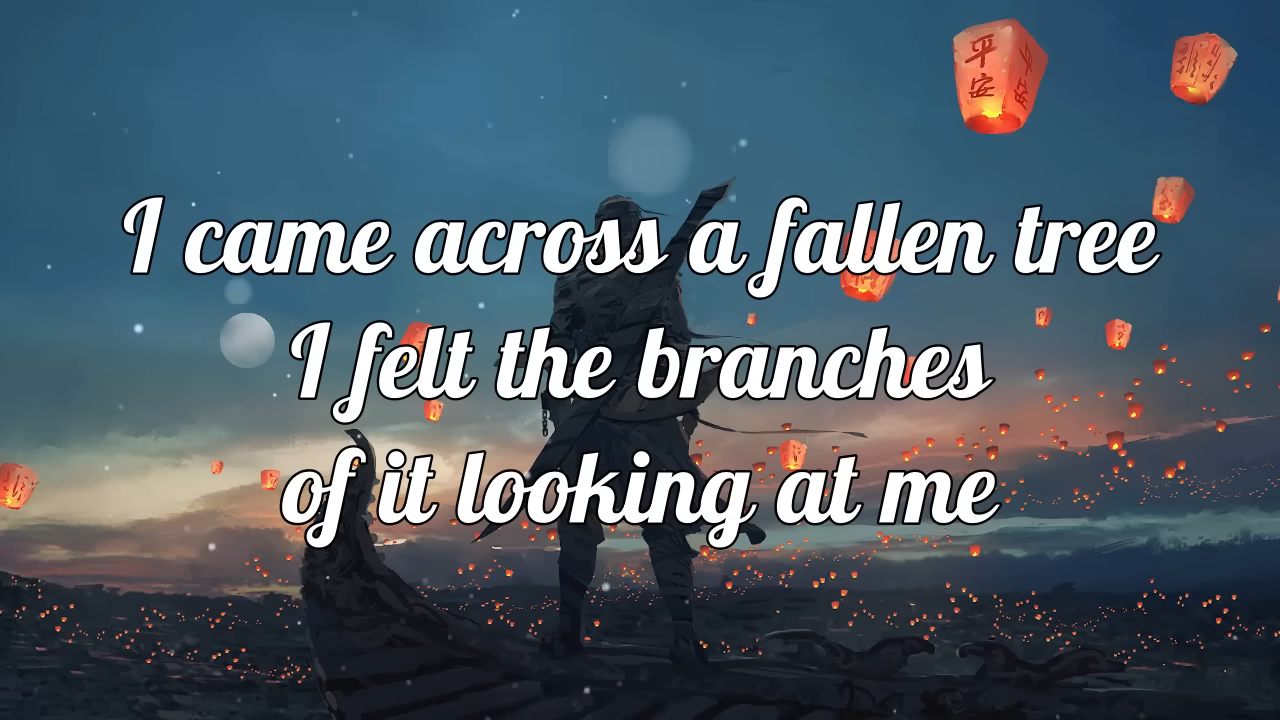 平安
I came across a fallen tree
I felt the branches
of it looking at me